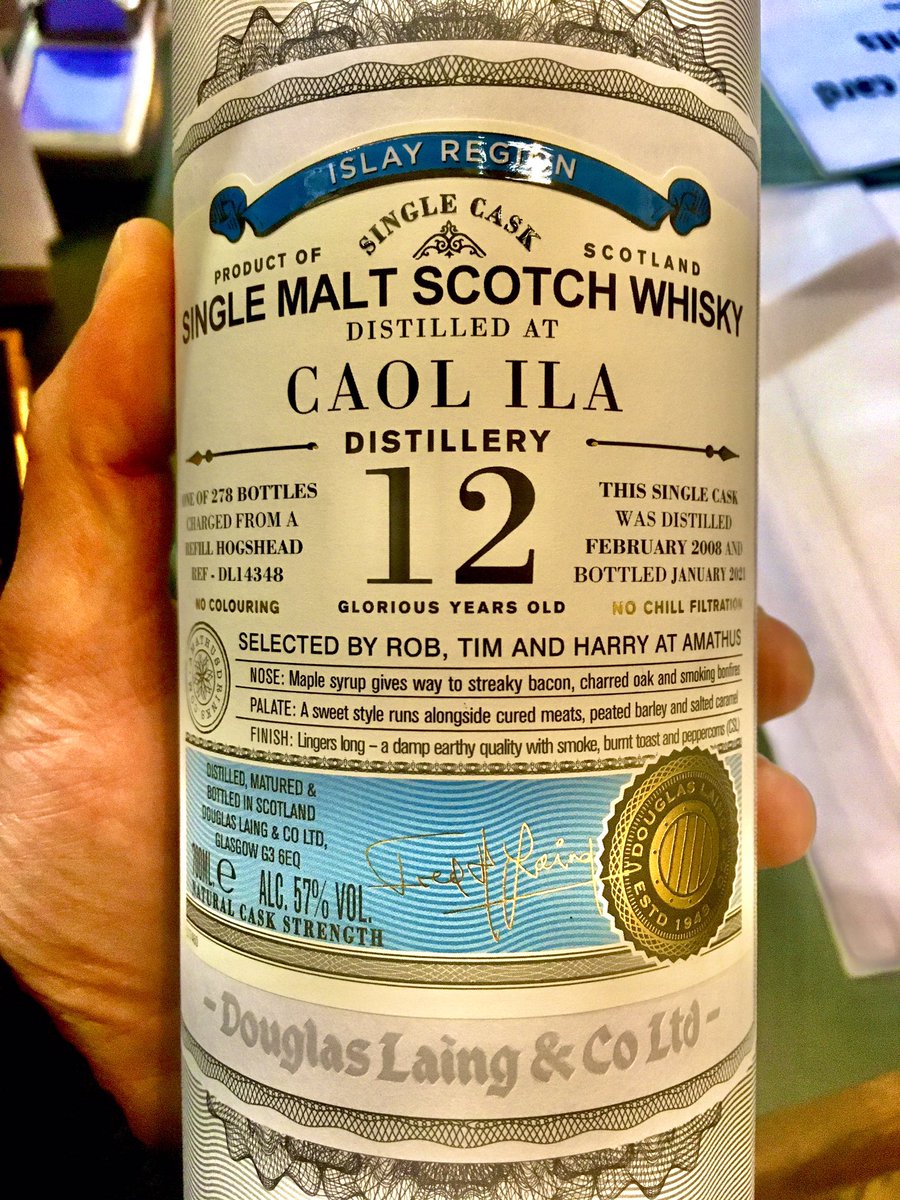 ISLAY REGION
SINGLE CASK
PRODUCT OF SCOTLAND
SINGLE MALT SCOTCH WHISKY
DISTILLED AT
CAOL ILA
DISTILLERY
12
GLORIOUS YEARS OLD
ONE OF 278 BOTTLES
CHARGED FROM A
REFILL HOGSHEAD
REF - DL14348
NO COLOURING
THIS SINGLE CASK
WAS DISTILLED
FEBRUARY 2008 AND
BOTTLED JANUARY 2021
NO CHILL FILTRATION
SELECTED BY ROB, TIM AND HARRY AT AMATHUS
AMATHUS DRINKS
NOSE: Maple syrup gives way to streaky bacon, charred oak and smoking bonfires
PALATE: A sweet style runs alongside cured meats, peated barley and salted caramel
FINISH: Lingers long – a damp earthy quality with smoke, burnt toast and peppercorns (CSL)
DISTILLED, MATURED &
BOTTLED IN SCOTLAND
DOUGLAS LAING & CO LTD,
GLASGOW G3 6EQ
e ALC. 57% VOL.
NATURAL CASK STRENGTH
Fred H Laing
DOUGLAS LAING
ESTD 1948
- Douglas Laing & Co Ltd -
card